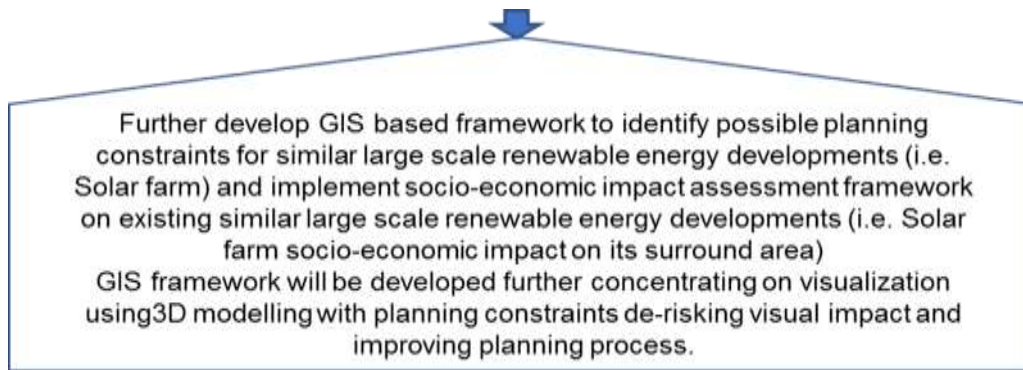 Further develop GIS based framework to identify possible planning
constraints for similar large scale renewable energy developments (i.e.
Solar farm) and implement socio-economic impact assessment framework
on existing similar large scale renewable energy developments (i.e. Solar
farm socio-economic impact on its surround area)
GIS framework will be developed further concentrating on visualization
using3D modelling with planning constraints de-risking visual impact and
improving planning process.